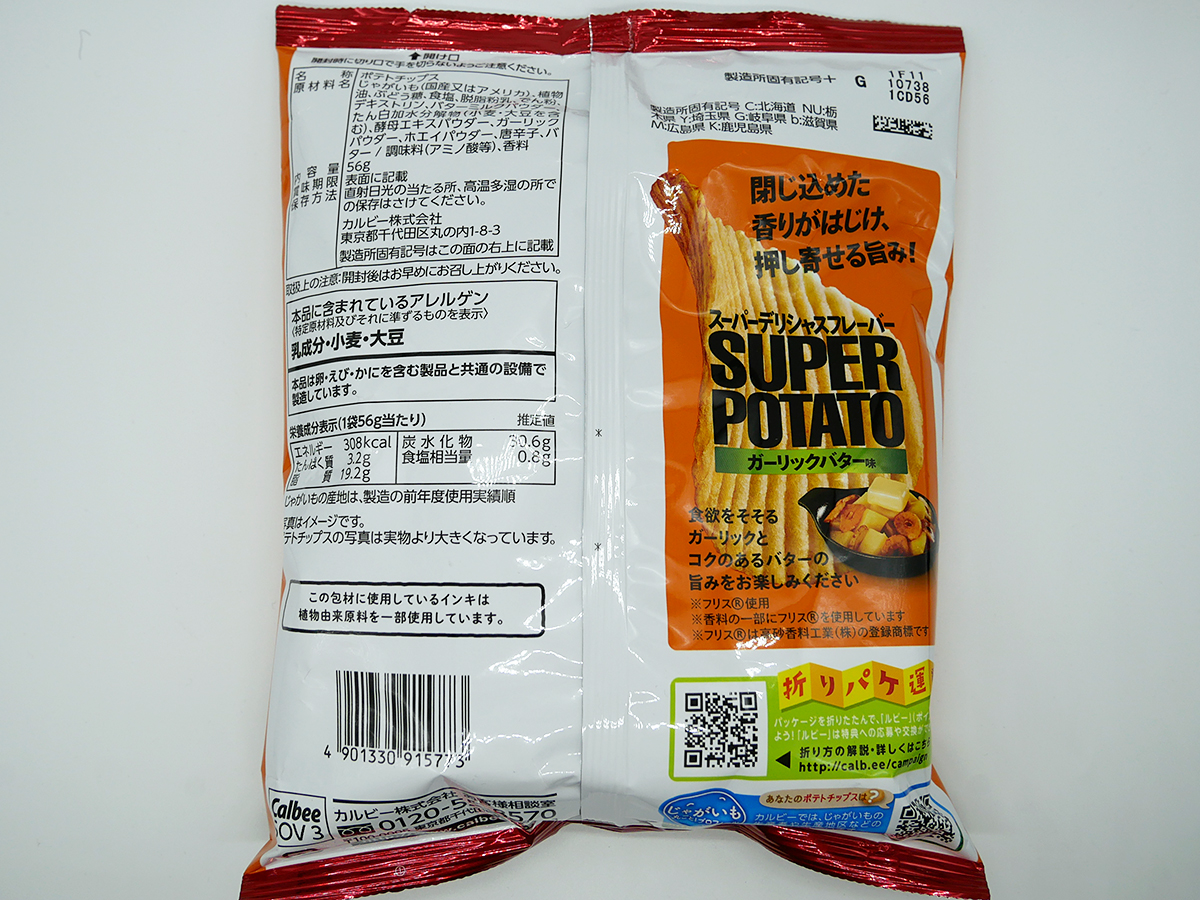 開け口
開封時に切り口で手を切らないようご注意ください。
名 称 ポテトチップス
原材料名 じゃがいも(国産又はアメリカ)、植物
油、ぶどう糖、食塩、脱脂粉乳、でん粉、
デキストリン、バターミルクパウダー、
たん白加水分解物(小麦・大豆を含
む)、酵母エキスパウダー、ガーリック
パウダー、ホエイパウダー、唐辛子、バ
ター / 調味料(アミノ酸等)、香料
内容量 56g
賞味期限 表面に記載
保存方法 直射日光の当たる所、高温多湿の所で
の保存はさけてください。
カルビー株式会社
東京都千代田区丸の内1-8-3
製造所固有記号はこの面の右上に記載
取扱上の注意:開封後はお早めにお召し上がりください。
本品に含まれているアレルゲン
〈特定原材料及びそれに準ずるものを表示〉
乳成分・小麦・大豆
本品は卵・えび・かにを含む製品と共通の設備で
製造しています。
栄養成分表示(1袋56g当たり) 推定値
エネルギー 308kcal 炭水化物 30.6g
たんぱく質 3.2g 食塩相当量 0.8g
脂質 19.2g
じゃがいもの産地は、製造の前年度使用実績順
写真はイメージです。
テトチップスの写真は実物より大きくなっています。
この包材に使用しているインキは
植物由来原料を一部使用しています。
4 901330 915773
Calbee
OV 3
カルビー株式会社
客様相談室
0120-5
570
東京都千代
製造所固有記号+ G 1F11
10738
1CD56
製造所固有記号 C:北海道 NU:栃
木県 Y:埼玉県 G:岐阜県 b:滋賀県
M:広島県 K:鹿児島県
閉じ込めた
香りがはじけ、
押し寄せる旨み!
スーパーデリシャスフレーバー
SUPER
POTATO
ガーリックバター味
食欲をそそる
ガーリックと
コクのあるバターの
旨みをお楽しみください
※フリス®使用
※香料の一部にフリス®を使用しています
※フリス®は高砂香料工業(株)の登録商標です
折りパケ運
パッケージを折りたたんで、「ルビー」(ポイ
よう!「ルビー」は特典への応募や交換が
折り方の解説・詳しくはこち
http://calb.ee/campaign
じゃがいも
あなたのポテトチップスは?
カルビーでは、じゃがいもの
生産地区などの